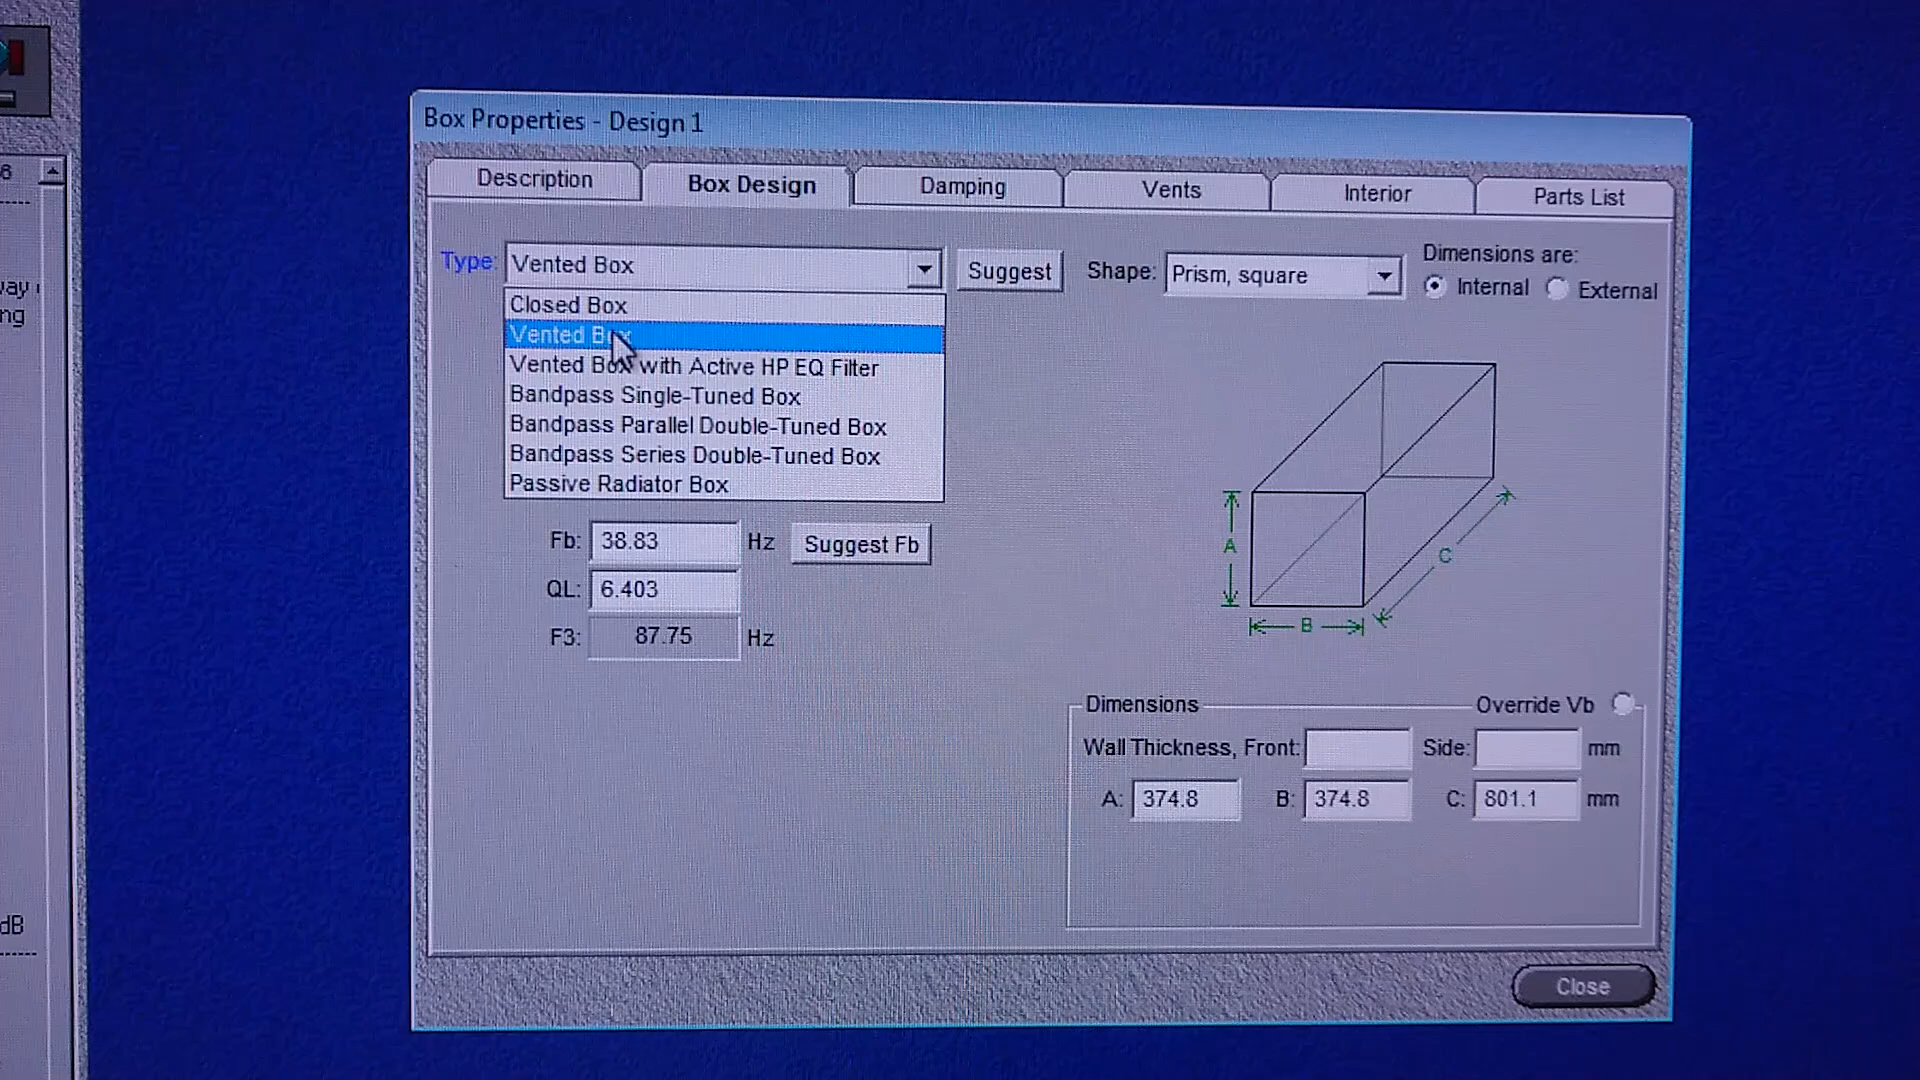 Box Properties - Design 1
Description
Box Design
Damping
Vents
Interior
Parts List
Type:
Vented Box
Suggest
Shape:
Prism, square
Dimensions are:
Internal
External
Closed Box
Vented Box
Vented Box with Active HP EQ Filter
Bandpass Single-Tuned Box
Bandpass Parallel Double-Tuned Box
Bandpass Series Double-Tuned Box
Passive Radiator Box
Fb: 38.83 Hz
Suggest Fb
QL: 6.403
F3: 87.75 Hz
A
B
C
Dimensions
Override Vb
Wall Thickness, Front:
Side:
mm
A: 374.8
B: 374.8
C: 801.1 mm
Close
6
ng
dB